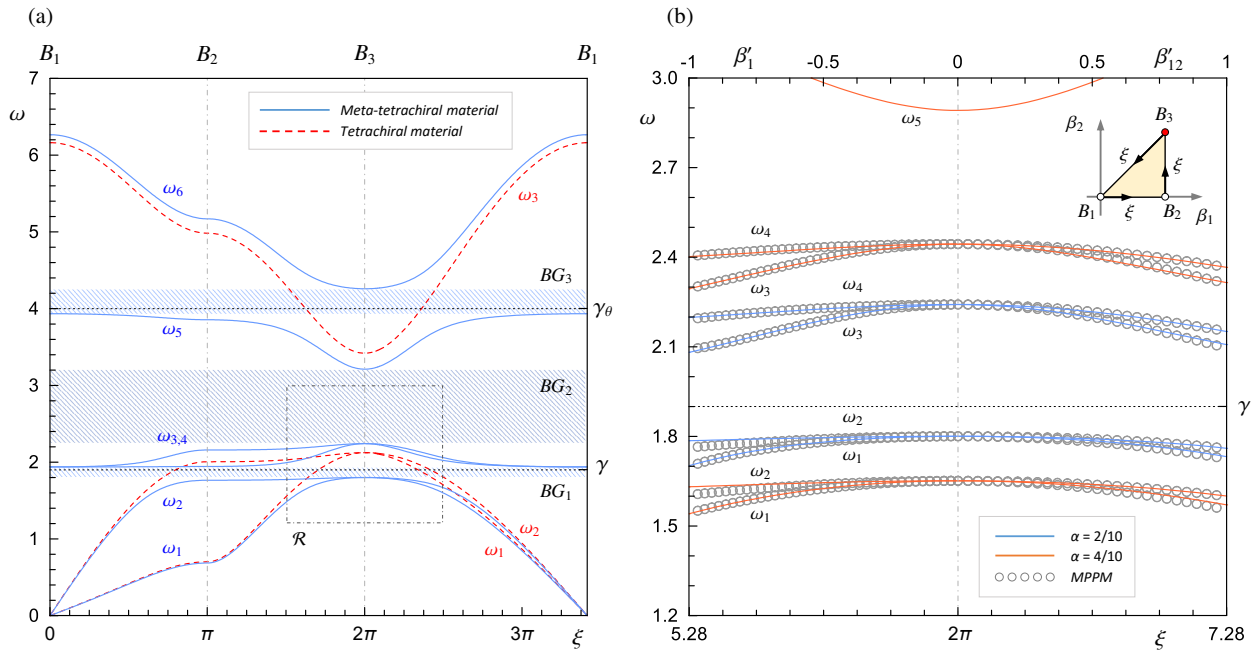 (a)
B₁ B₂ B₃ B₁
7
6
5
4
3
2
1
0
ω
Meta-tetrachiral material
Tetrachiral material
ω₆
ω₃
BG₃
γ_θ
ω₅
BG₂
ω₃,₄
γ
BG₁
ω₂
ℛ
ω₂
ω₁
ω₁
0 π 2π 3π ξ
(b)
-1 β′₁ -0.5 0 0.5 β′₁₂ 1
3.0
2.7
2.4
2.1
1.8
1.5
1.2
ω
ω₅
B₃
β₂
ξ
ξ
B₁
ξ
B₂
β₁
ω₄
ω₃
ω₄
ω₃
γ
ω₂
ω₁
ω₂
ω₁
α = 2/10
α = 4/10
MPPM
5.28 2π ξ 7.28